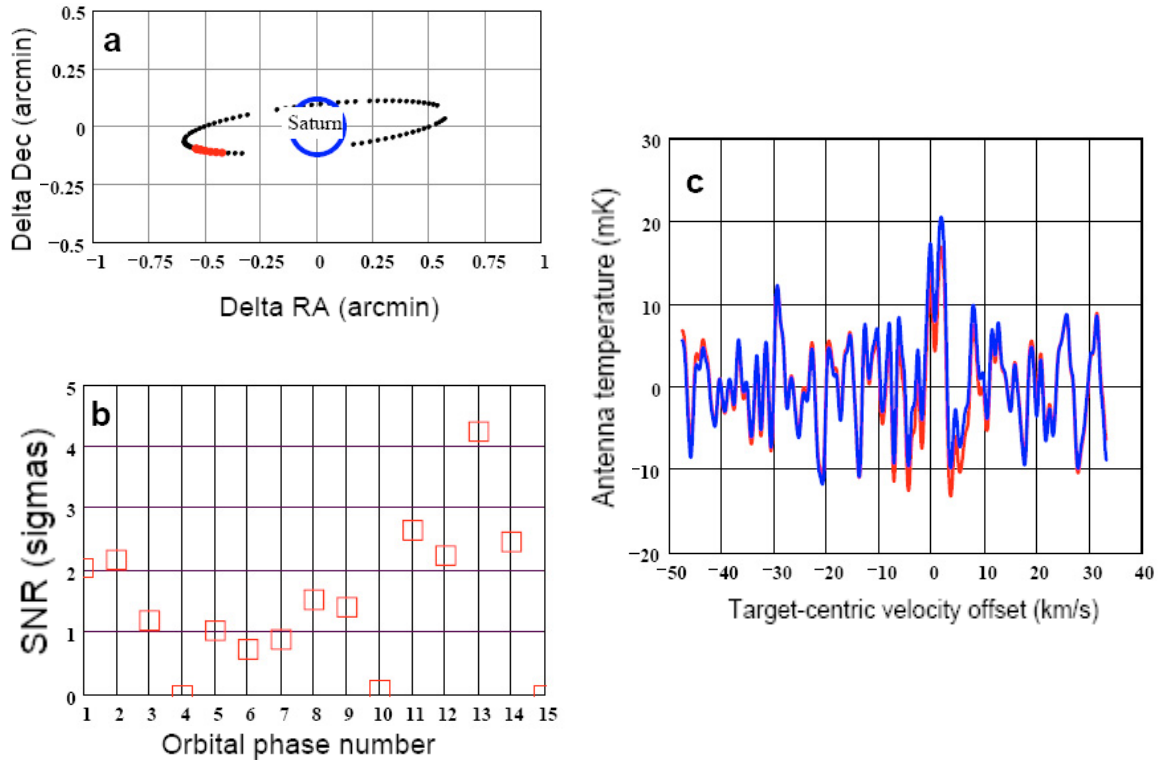 a
Delta Dec (arcmin)
0.5
0.25
0
−0.25
−0.5
Saturn
−1 −0.75 −0.5 −0.25 0 0.25 0.5 0.75 1
Delta RA (arcmin)
b
SNR (sigmas)
5
4
3
2
1
0
1 2 3 4 5 6 7 8 9 10 11 12 13 14 15
Orbital phase number
c
Antenna temperature (mK)
30
20
10
0
−10
−20
−50 −40 −30 −20 −10 0 10 20 30 40
Target-centric velocity offset (km/s)